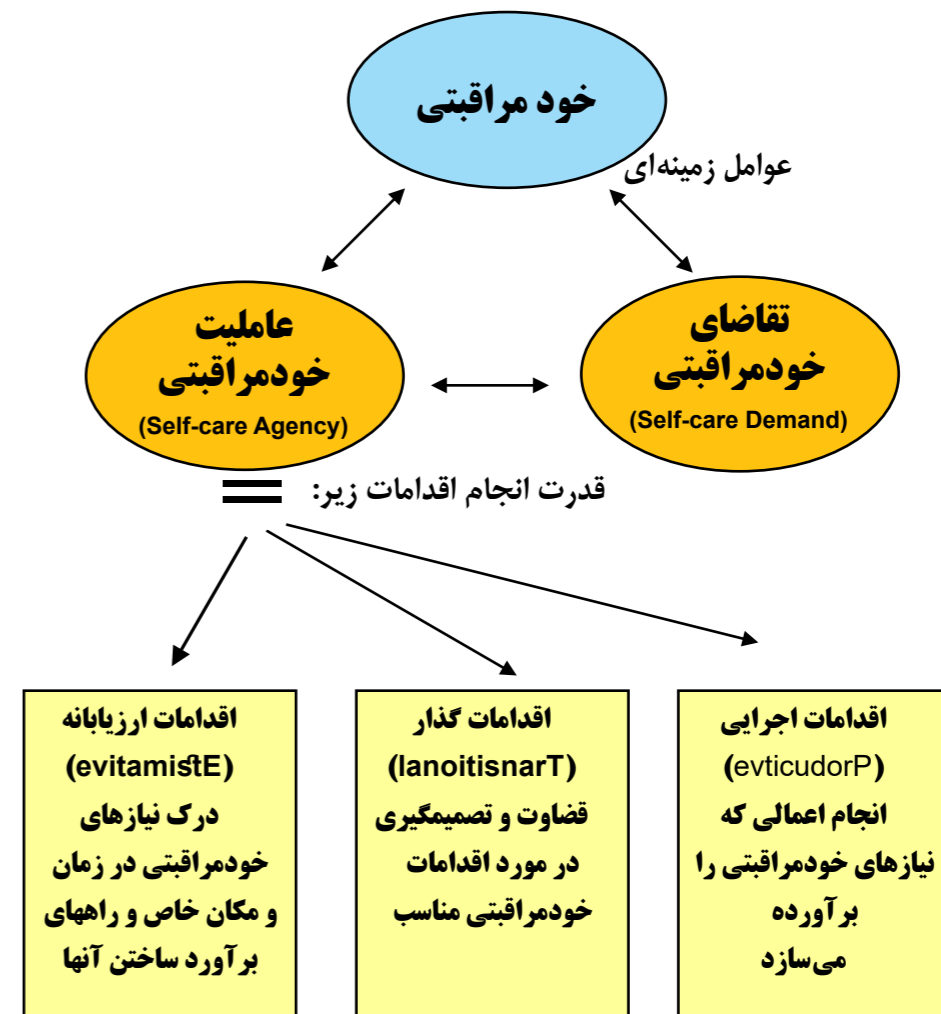 خود مراقبتی
عوامل زمینه‌ای
تقاضای
خودمراقبتی
(Self-care Demand)
عاملیت
خودمراقبتی
(Self-care Agency)
قدرت انجام اقدامات زیر:
اقدامات اجرایی
(evticudorP)
انجام اعمالی که
نیازهای خودمراقبتی را
برآورده
می‌سازد
اقدامات گذار
(lanoitisnarT)
قضاوت و تصمیمگیری
در مورد اقدامات
خودمراقبتی مناسب
اقدامات ارزیابانه
(evitamistE)
درک نیازهای
خودمراقبتی در زمان
و مکان خاص و راههای
برآورد ساختن آنها